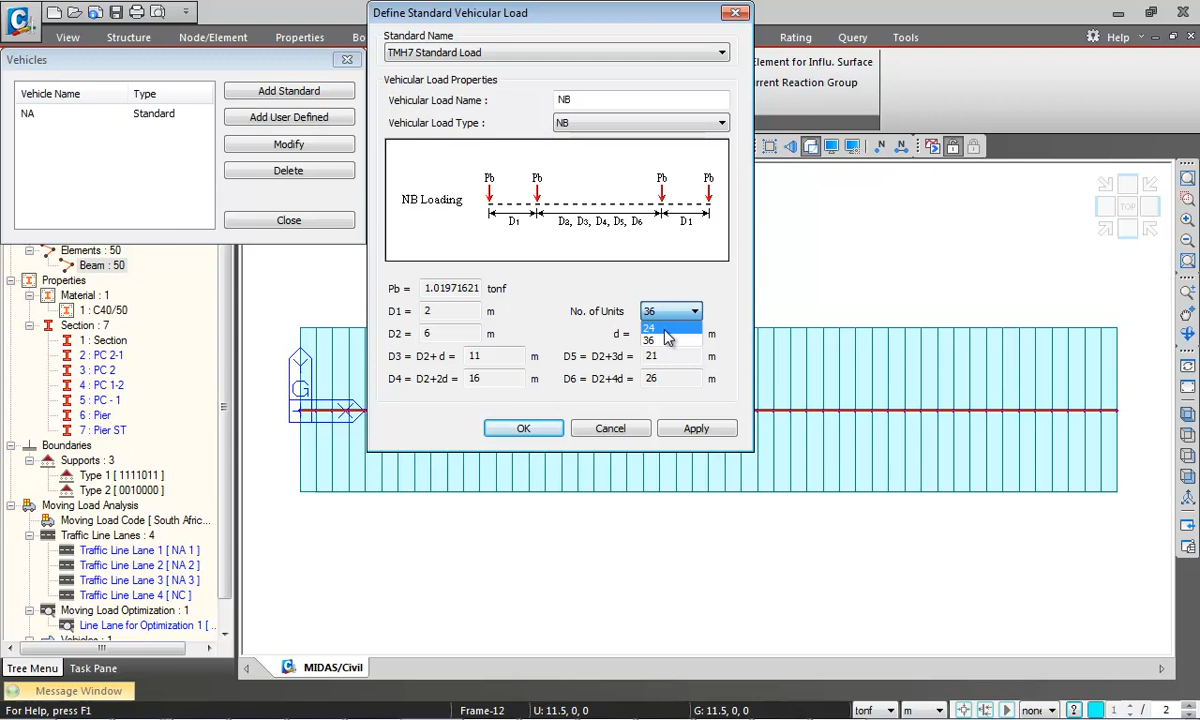 Define Standard Vehicular Load
View Structure Node/Element Properties Bo
Rating Query Tools
Help
Vehicles
Vehicle Name Type
NA Standard
Add Standard
Add User Defined
Modify
Delete
Close
Standard Name
TMH7 Standard Load
Vehicular Load Properties
Vehicular Load Name : NB
Vehicular Load Type : NB
NB Loading
Pb Pb Pb Pb
D1 D2, D3, D4, D5, D6 D1
Pb = 1.01971621 tonf
D1 = 2 m No. of Units 36
24
36
D2 = 6 m d = m
D3 = D2+ d = 11 m D5 = D2+3d = 21 m
D4 = D2+2d = 16 m D6 = D2+4d = 26 m
OK Cancel Apply
lement for Influ. Surface
rrent Reaction Group
TOP
Elements : 50
Beam : 50
Properties
Material : 1
1 : C40/50
Section : 7
1 : Section
2 : PC 2-1
3 : PC 2
4 : PC 1-2
5 : PC - 1
6 : Pier
7 : Pier ST
Boundaries
Supports : 3
Type 1 [ 1111011 ]
Type 2 [ 0010000 ]
Moving Load Analysis
Moving Load Code [ South Afric...
Traffic Line Lanes : 4
Traffic Line Lane 1 [ NA 1 ]
Traffic Line Lane 2 [ NA 2 ]
Traffic Line Lane 3 [ NA 3 ]
Traffic Line Lane 4 [ NC ]
Moving Load Optimization : 1
Line Lane for Optimization 1 [ ..
Vehicles : 1
G
X
Tree Menu Task Pane
MIDAS/Civil
Message Window
For Help, press F1
Frame-12 U: 11.5, 0, 0 G: 11.5, 0, 0 tonf m none ? 1 / 2